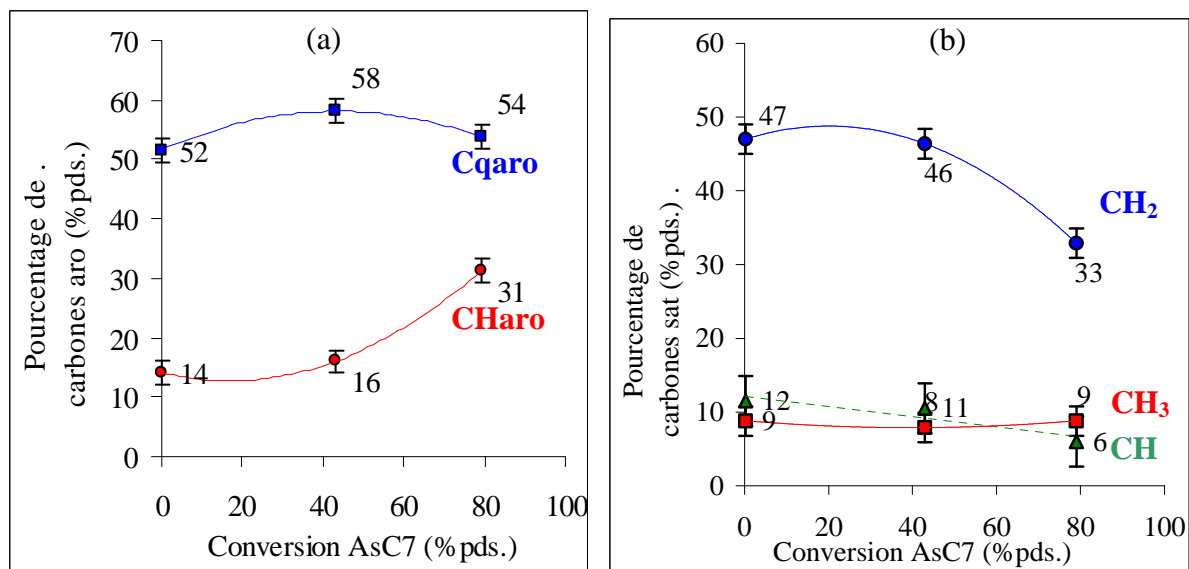 (a)
70
60
50
40
30
20
10
0
58
54
52
Cqaro
31
CHaro
14
16
0 20 40 60 80 100
Pourcentage de .
carbones aro (%pds.)
Conversion AsC7 (%pds.)
(b)
60
50
40
30
20
10
0
47
46
CH2
33
12
8
9
CH3
9
11
6
CH
0 20 40 60 80 100
Pourcentage de
carbones sat (%pds.) .
Conversion AsC7 (%pds.)